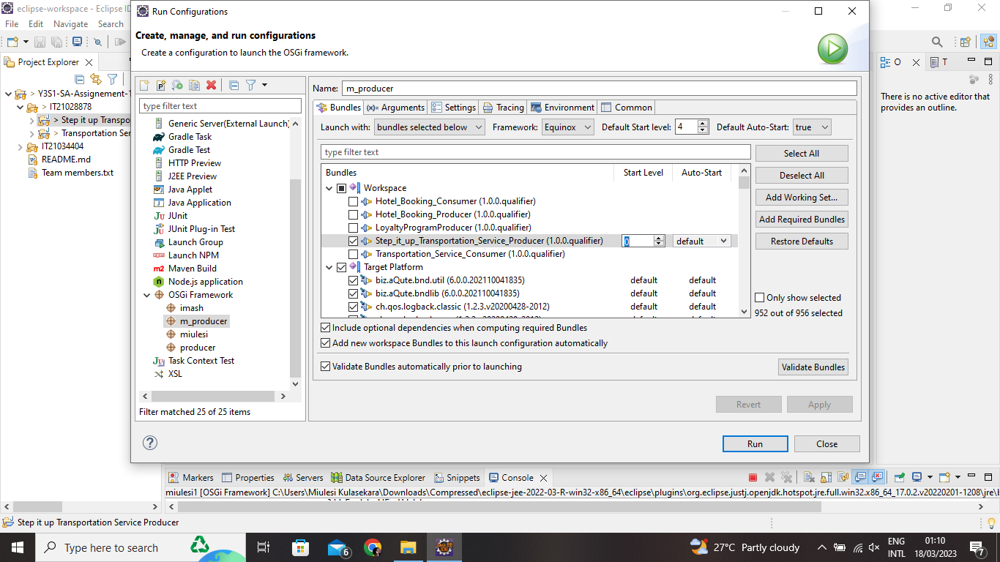 eclipse-workspace - Eclipse ID
File Edit Navigate Search
Project Explorer
> Y3S1-SA-Assignement-1
> IT21028878
> Step it up Transpo
> Transportation Ser
IT21034404
README.md
Team members.txt
Run Configurations
Create, manage, and run configurations
Create a configuration to launch the OSGi framework.
type filter text
Generic Server(External Launch)
Gradle Task
Gradle Test
HTTP Preview
J2EE Preview
Java Applet
Java Application
JUnit
JUnit Plug-in Test
Launch Group
Launch NPM
Maven Build
Node.js application
OSGi Framework
imash
m_producer
miulesi
producer
Task Context Test
XSL
Filter matched 25 of 25 items
Name: m_producer
Bundles (x)= Arguments Settings Tracing Environment Common
Launch with: bundles selected below Framework: Equinox Default Start level: 4 Default Auto-Start: true
type filter text
Bundles Start Level Auto-Start
Workspace
Hotel_Booking_Consumer (1.0.0.qualifier)
Hotel_Booking_Producer (1.0.0.qualifier)
LoyaltyProgramProducer (1.0.0.qualifier)
Step_it_up_Transportation_Service_Producer (1.0.0.qualifier) 0 default
Transportation_Service_Consumer (1.0.0.qualifier)
Target Platform
biz.aQute.bnd.util (6.0.0.202110041835) default default
biz.aQute.bndlib (6.0.0.202110041835) default default
ch.qos.logback.classic (1.2.3.v20200428-2012) default default
Select All
Deselect All
Add Working Set...
Add Required Bundles
Restore Defaults
Only show selected
952 out of 956 selected
Include optional dependencies when computing required Bundles
Add new workspace Bundles to this launch configuration automatically
Validate Bundles automatically prior to launching
Validate Bundles
Revert Apply
Run Close
O T
There is no active editor that
provides an outline.
Markers Properties Servers Data Source Explorer Snippets Console
miulesi1 [OSGi Framework] C:\Users\Miulesi Kulasekara\Downloads\Compressed\eclipse-jee-2022-03-R-win32-x86_64\eclipse\plugins\org.eclipse.justj.openjdk.hotspot.jre.full.win32.x86_64_17.0.2.v20220201-1208\jre\
Step it up Transportation Service Producer
Type here to search
6
27°C Partly cloudy
ENG
INTL
01:10
18/03/2023
7